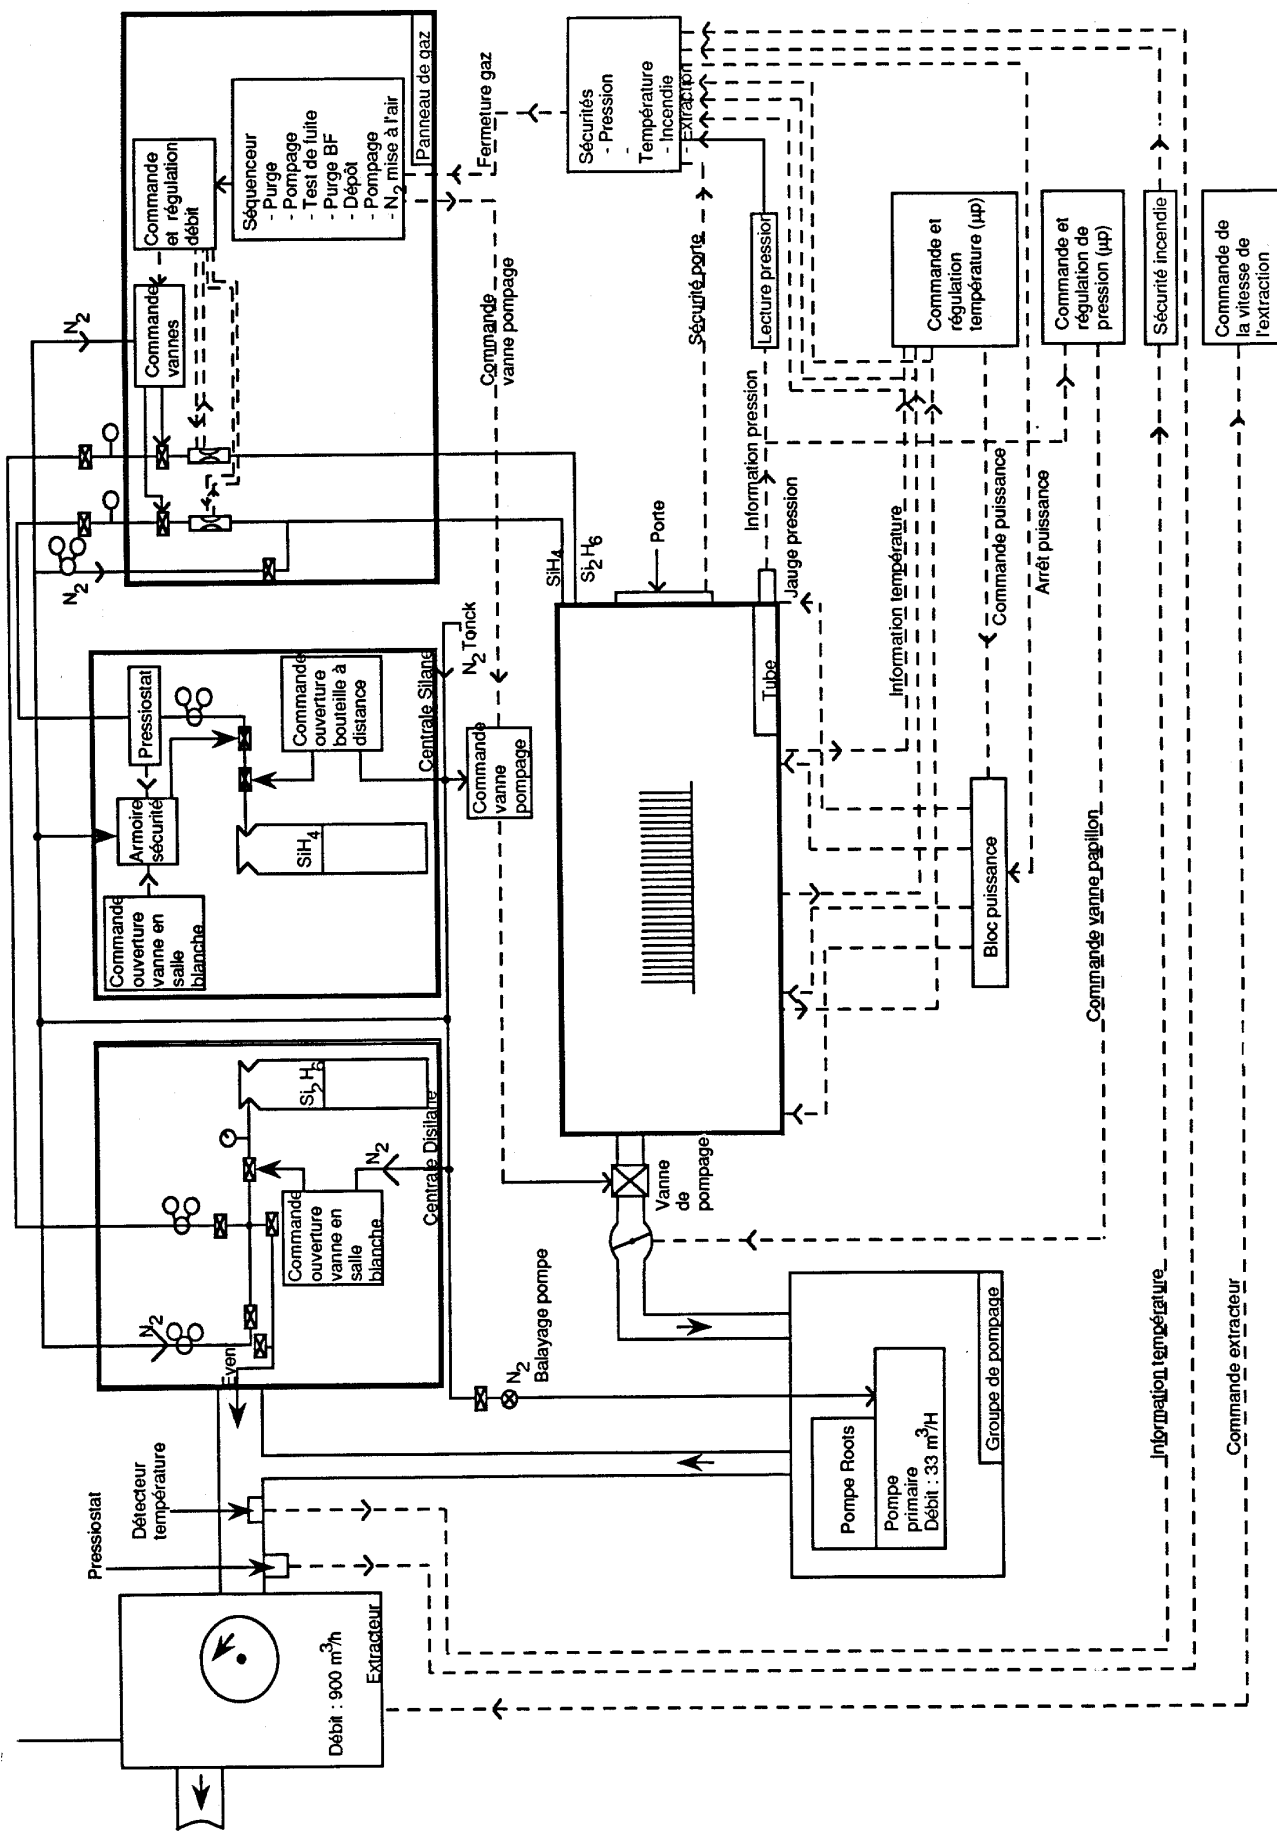 Panneau de gaz
Séquenceur
- Purge
- Pompage
- Test de fuite
- Purge BF
- Dépôt
- Pompage
- N2 mise à l'air
Commande
et régulation
débit
Commande
vannes
N2
N2
Fermeture gaz
Commande
vanne pompage
Sécurités
- Pression
-
Température
- Incendie
- Extraction
Sécurité porte
Lecture pression
Information pression
Commande et
régulation
température (µp)
Commande et
régulation de
pression (µp)
Sécurité incendie
Commande de
la vitesse de
l'extraction
SiH4
Si2H6
Porte
Jauge pression
Tube
Information température
Commande puissance
Arrêt puissance
Bloc puissance
Commande vanne papillon
Centrale Silane
Pressiostat
Commande
ouverture
bouteille à
distance
Armoire
sécurité
SiH4
Commande
ouverture
vanne en
salle
blanche
N2 Tonck
Commande
vanne
pompage
Centrale Disilane
Si2H6
N2
Commande
ouverture
vanne en
salle
blanche
N2
Even
Vanne
de
pompage
N2
Balayage pompe
Groupe de pompage
Pompe Roots
Pompe
primaire
Débit : 33 m3/H
Détecteur
température
Pressiostat
Débit : 900 m3/h
Extracteur
Information température
Commande extracteur